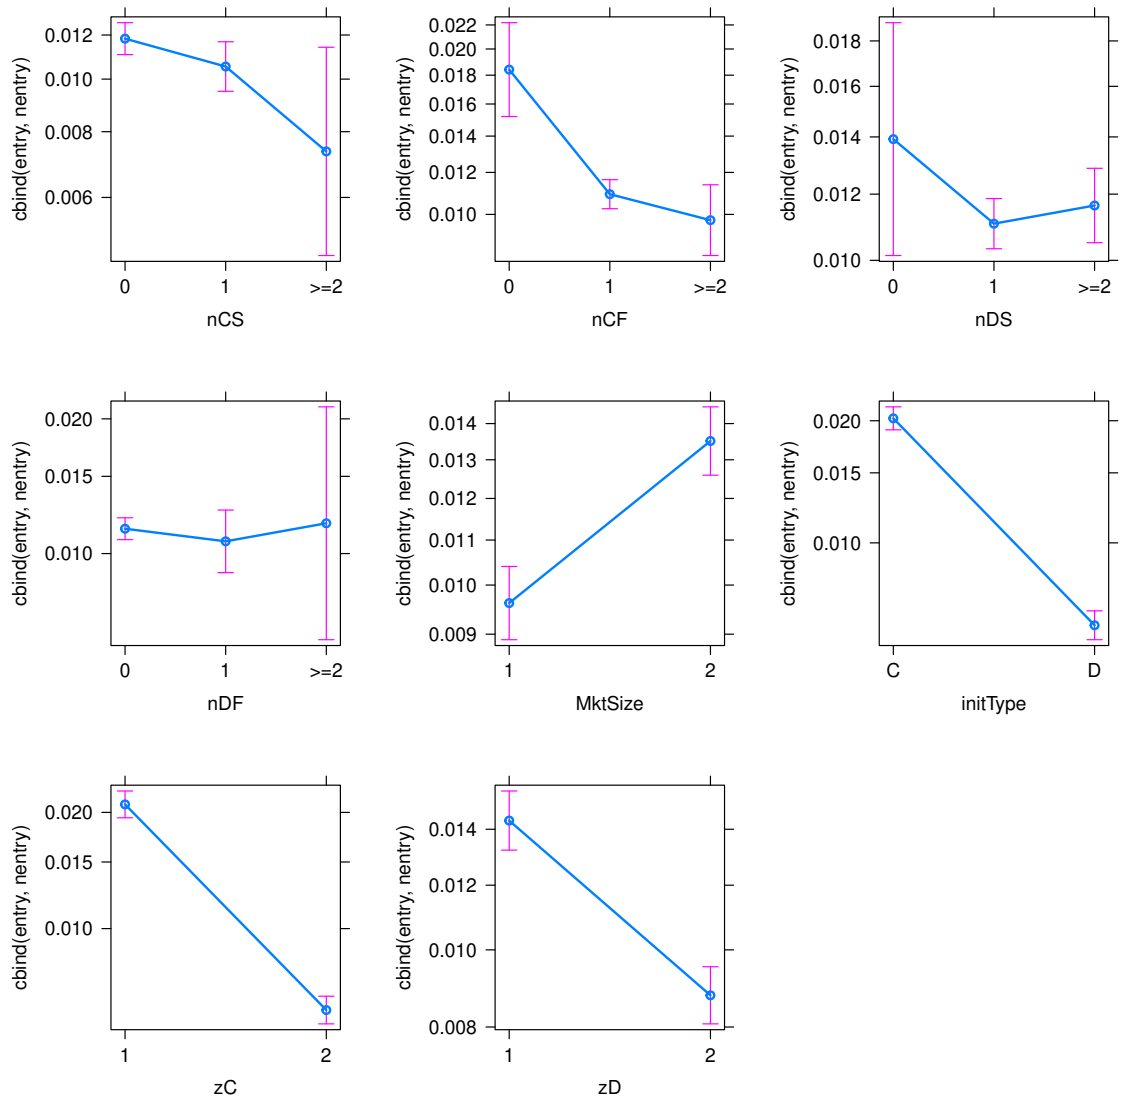 cbind(entry, nentry)
0.012
0.010
0.008
0.006
0 1 >=2
nCS
cbind(entry, nentry)
0.022
0.020
0.018
0.016
0.014
0.012
0.010
0 1 >=2
nCF
cbind(entry, nentry)
0.018
0.016
0.014
0.012
0.010
0 1 >=2
nDS
cbind(entry, nentry)
0.020
0.015
0.010
0 1 >=2
nDF
cbind(entry, nentry)
0.014
0.013
0.012
0.011
0.010
0.009
1 2
MktSize
cbind(entry, nentry)
0.020
0.015
0.010
C D
initType
cbind(entry, nentry)
0.020
0.015
0.010
1 2
zC
cbind(entry, nentry)
0.014
0.012
0.010
0.008
1 2
zD